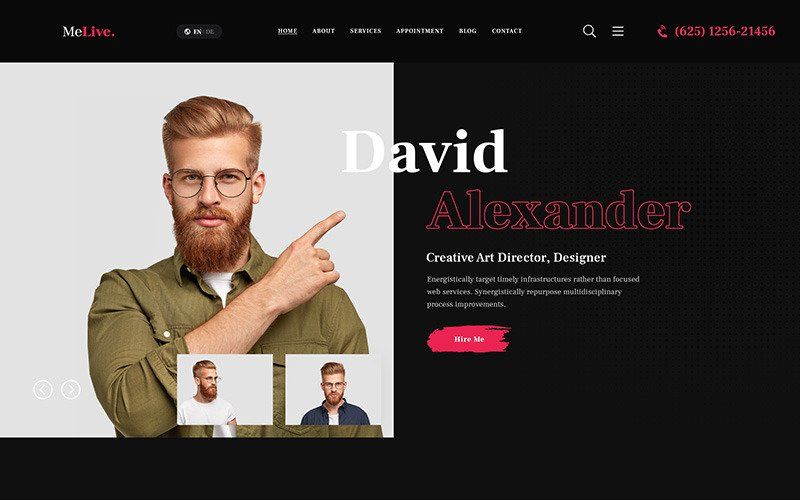 MeLive.
EN / DE
HOME ABOUT SERVICES APPOINTMENT BLOG CONTACT
(625) 1256-21456
David
Alexander
Creative Art Director, Designer
Energistically target timely infrastructures rather than focused
web services. Synergistically repurpose multidisciplinary
process improvements.
Hire Me